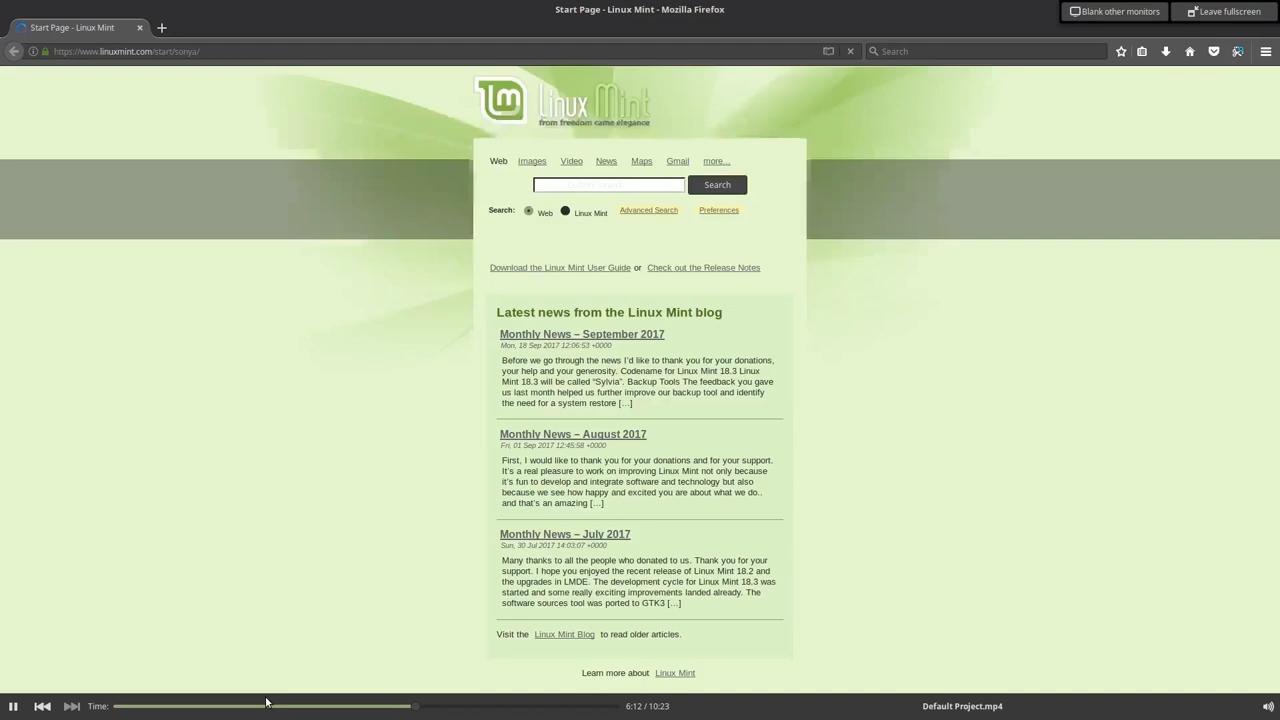 Start Page - Linux Mint - Mozilla Firefox
Blank other monitors
Leave fullscreen
Start Page - Linux Mint
https://www.linuxmint.com/start/sonya/
Search
lm
Linux Mint
from freedom came elegance
Web Images Video News Maps Gmail more...
Search
Search: Web Linux Mint Advanced Search Preferences
Download the Linux Mint User Guide or Check out the Release Notes
Latest news from the Linux Mint blog
Monthly News – September 2017
Mon, 18 Sep 2017 12:06:53 +0000
Before we go through the news I'd like to thank you for your donations,
your help and your generosity. Codename for Linux Mint 18.3 Linux
Mint 18.3 will be called “Sylvia”. Backup Tools The feedback you gave
us last month helped us further improve our backup tool and identify
the need for a system restore […]
Monthly News – August 2017
Fri, 01 Sep 2017 12:45:58 +0000
First, I would like to thank you for your donations and for your support.
It's a real pleasure to work on improving Linux Mint not only because
it's fun to develop and integrate software and technology but also
because we see how happy and excited you are about what we do..
and that's an amazing […]
Monthly News – July 2017
Sun, 30 Jul 2017 14:03:07 +0000
Many thanks to all the people who donated to us. Thank you for your
support. I hope you enjoyed the recent release of Linux Mint 18.2 and
the upgrades in LMDE. The development cycle for Linux Mint 18.3 was
started and some really exciting improvements landed already. The
software sources tool was ported to GTK3 […]
Visit the Linux Mint Blog to read older articles.
Learn more about Linux Mint
Time: 6:12 / 10:23 Default Project.mp4